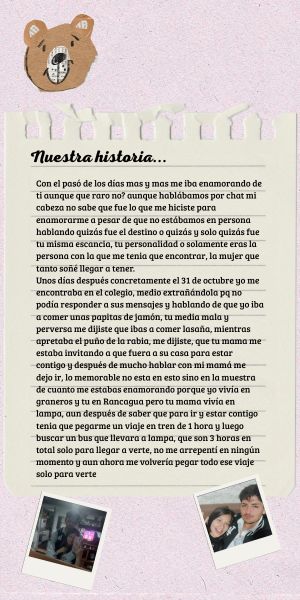 Nuestra historia...
Con el pasó de los días mas y mas me iba enamorando de
ti aunque que raro no? aunque hablábamos por chat mi
cabeza no sabe que fue lo que me hiciste para
enamorarme a pesar de que no estábamos en persona
hablando quizás fue el destino o quizás y solo quizás fue
tu misma escancia, tu personalidad o solamente eras la
persona con la que me tenia que encontrar, la mujer que
tanto soñé llegar a tener.
Unos días después concretamente el 31 de octubre yo me
encontraba en el colegio, medio extrañándola pq no
podía responder a sus mensajes y hablando de que yo iba
a comer unas papitas de jamón, tu media mala y
perversa me dijiste que ibas a comer lasaña, mientras
apretaba el puño de la rabia, me dijiste, que tu mama me
estaba invitando a que fuera a su casa para estar
contigo y después de mucho hablar con mi mamá me
dejo ir, lo memorable no esta en esto sino en la muestra
de cuanto me estabas enamorando porque yo vivía en
graneros y tu en Rancagua pero tu mama vivía en
lampa, aun después de saber que para ir y estar contigo
tenia que pegarme un viaje en tren de 1 hora y luego
buscar un bus que llevara a lampa, que son 3 horas en
total solo para llegar a verte, no me arrepentí en ningún
momento y aun ahora me volvería pegar todo ese viaje
solo para verte